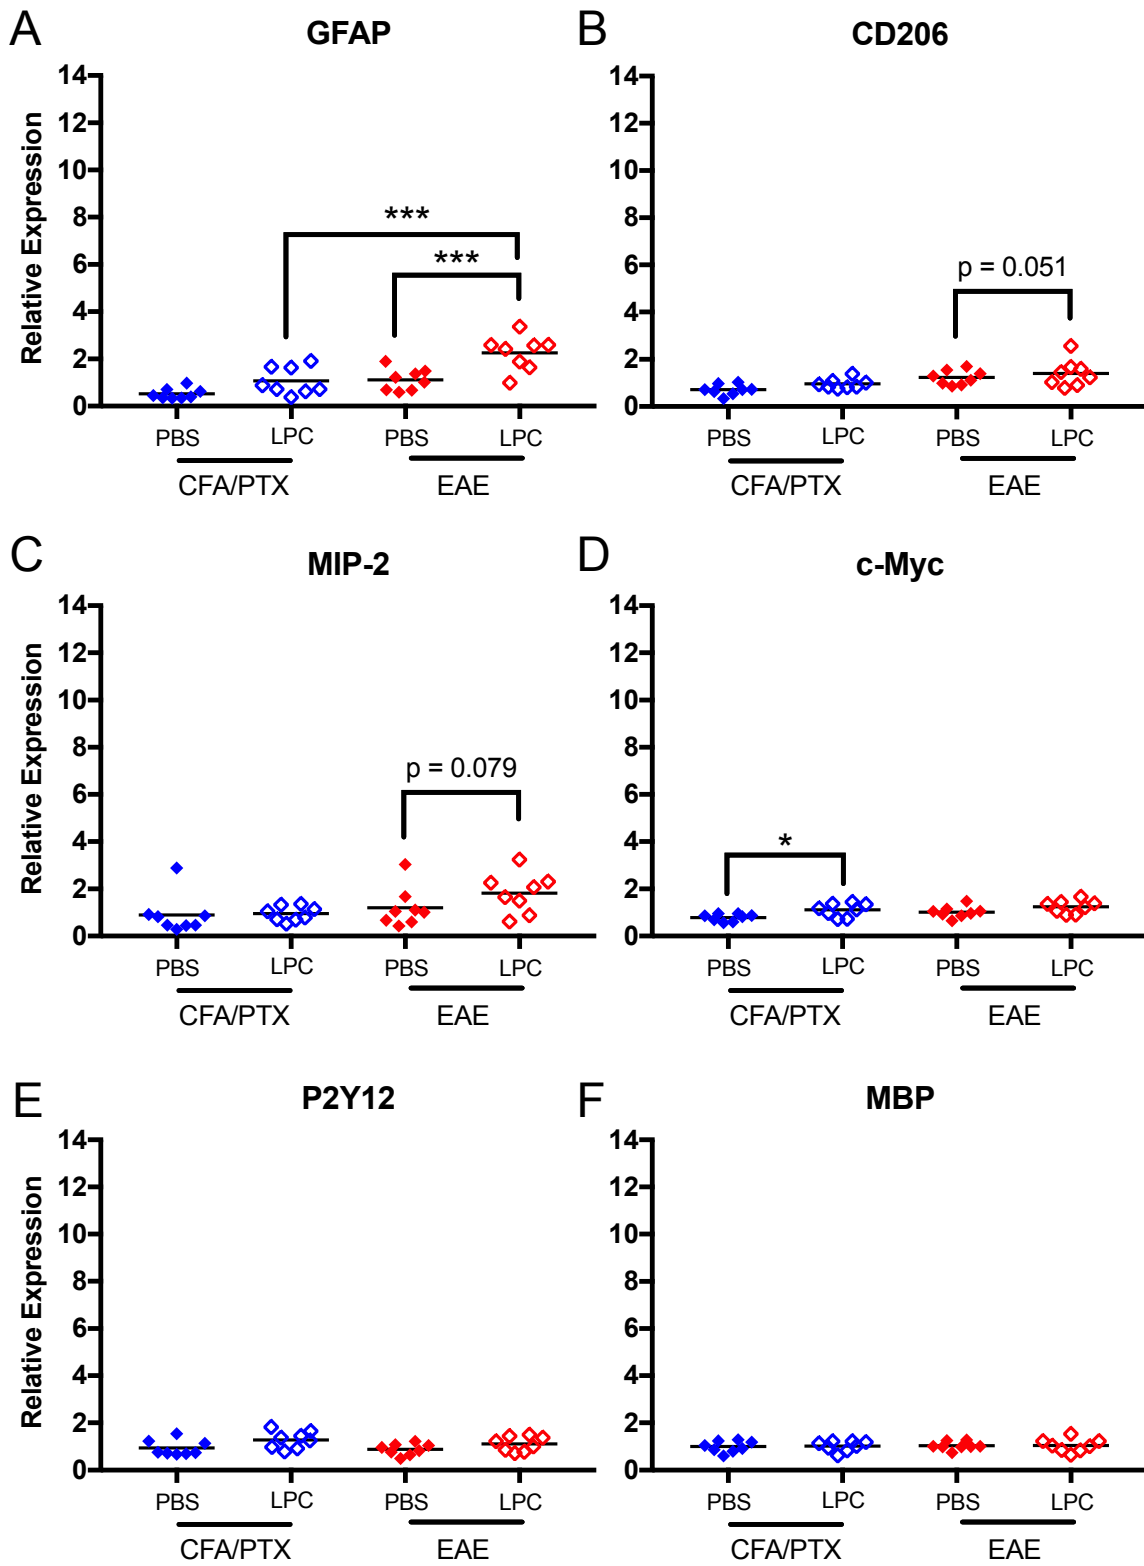 A
GFAP
Relative Expression
14
12
10
8
6
4
2
0
***
***
PBS
LPC
PBS
LPC
CFA/PTX
EAE
B
CD206
14
12
10
8
6
4
2
0
p = 0.051
PBS
LPC
PBS
LPC
CFA/PTX
EAE
C
MIP-2
Relative Expression
14
12
10
8
6
4
2
0
p = 0.079
PBS
LPC
PBS
LPC
CFA/PTX
EAE
D
c-Myc
14
12
10
8
6
4
2
0
*
PBS
LPC
PBS
LPC
CFA/PTX
EAE
E
P2Y12
Relative Expression
14
12
10
8
6
4
2
0
PBS
LPC
PBS
LPC
CFA/PTX
EAE
F
MBP
14
12
10
8
6
4
2
0
PBS
LPC
PBS
LPC
CFA/PTX
EAE